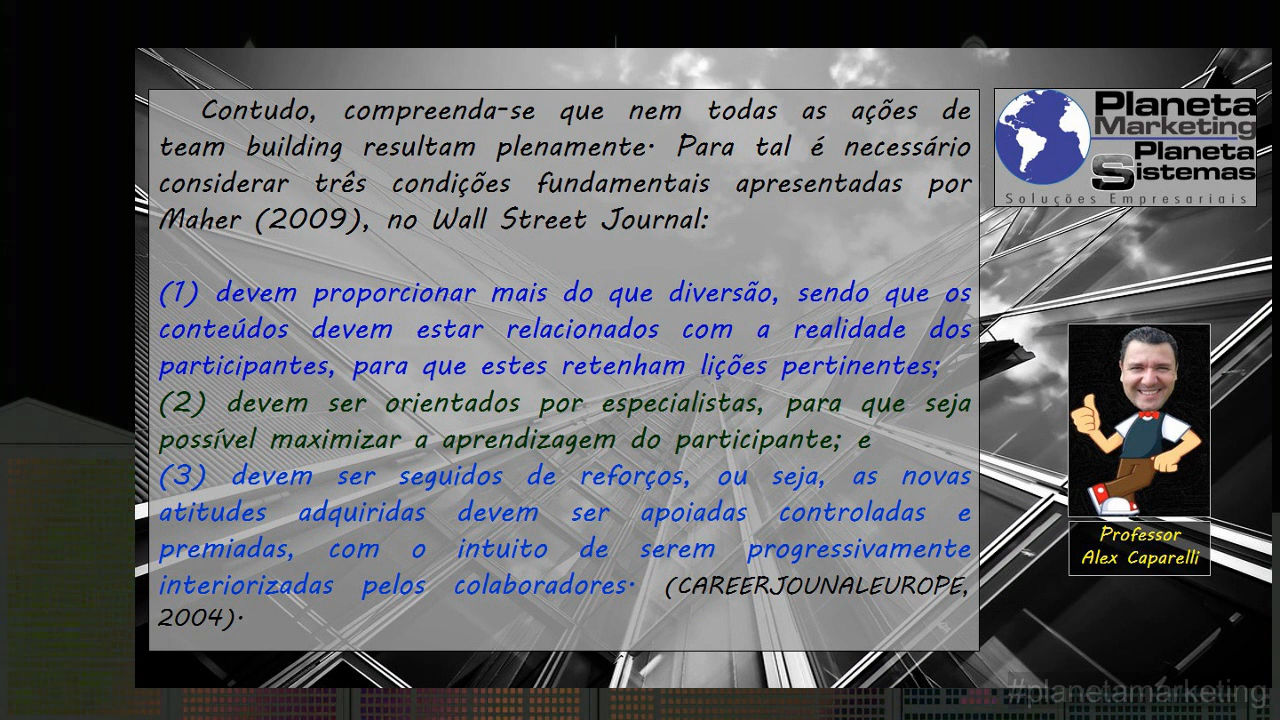 Contudo, compreenda-se que nem todas as ações de
team building resultam plenamente. Para tal é necessário
considerar três condições fundamentais apresentadas por
Maher (2009), no Wall Street Journal:
(1) devem proporcionar mais do que diversão, sendo que os
conteúdos devem estar relacionados com a realidade dos
participantes, para que estes retenham lições pertinentes;
(2) devem ser orientados por especialistas, para que seja
possível maximizar a aprendizagem do participante; e
(3) devem ser seguidos de reforços, ou seja, as novas
atitudes adquiridas devem ser apoiadas controladas e
premiadas, com o intuito de serem progressivamente
interiorizadas pelos colaboradores. (CAREERJOUNALEUROPE,
2004).
Planeta
Marketing
Planeta
Sistemas
Soluções Empresariais
Professor
Alex Caparelli
#planetamarketing